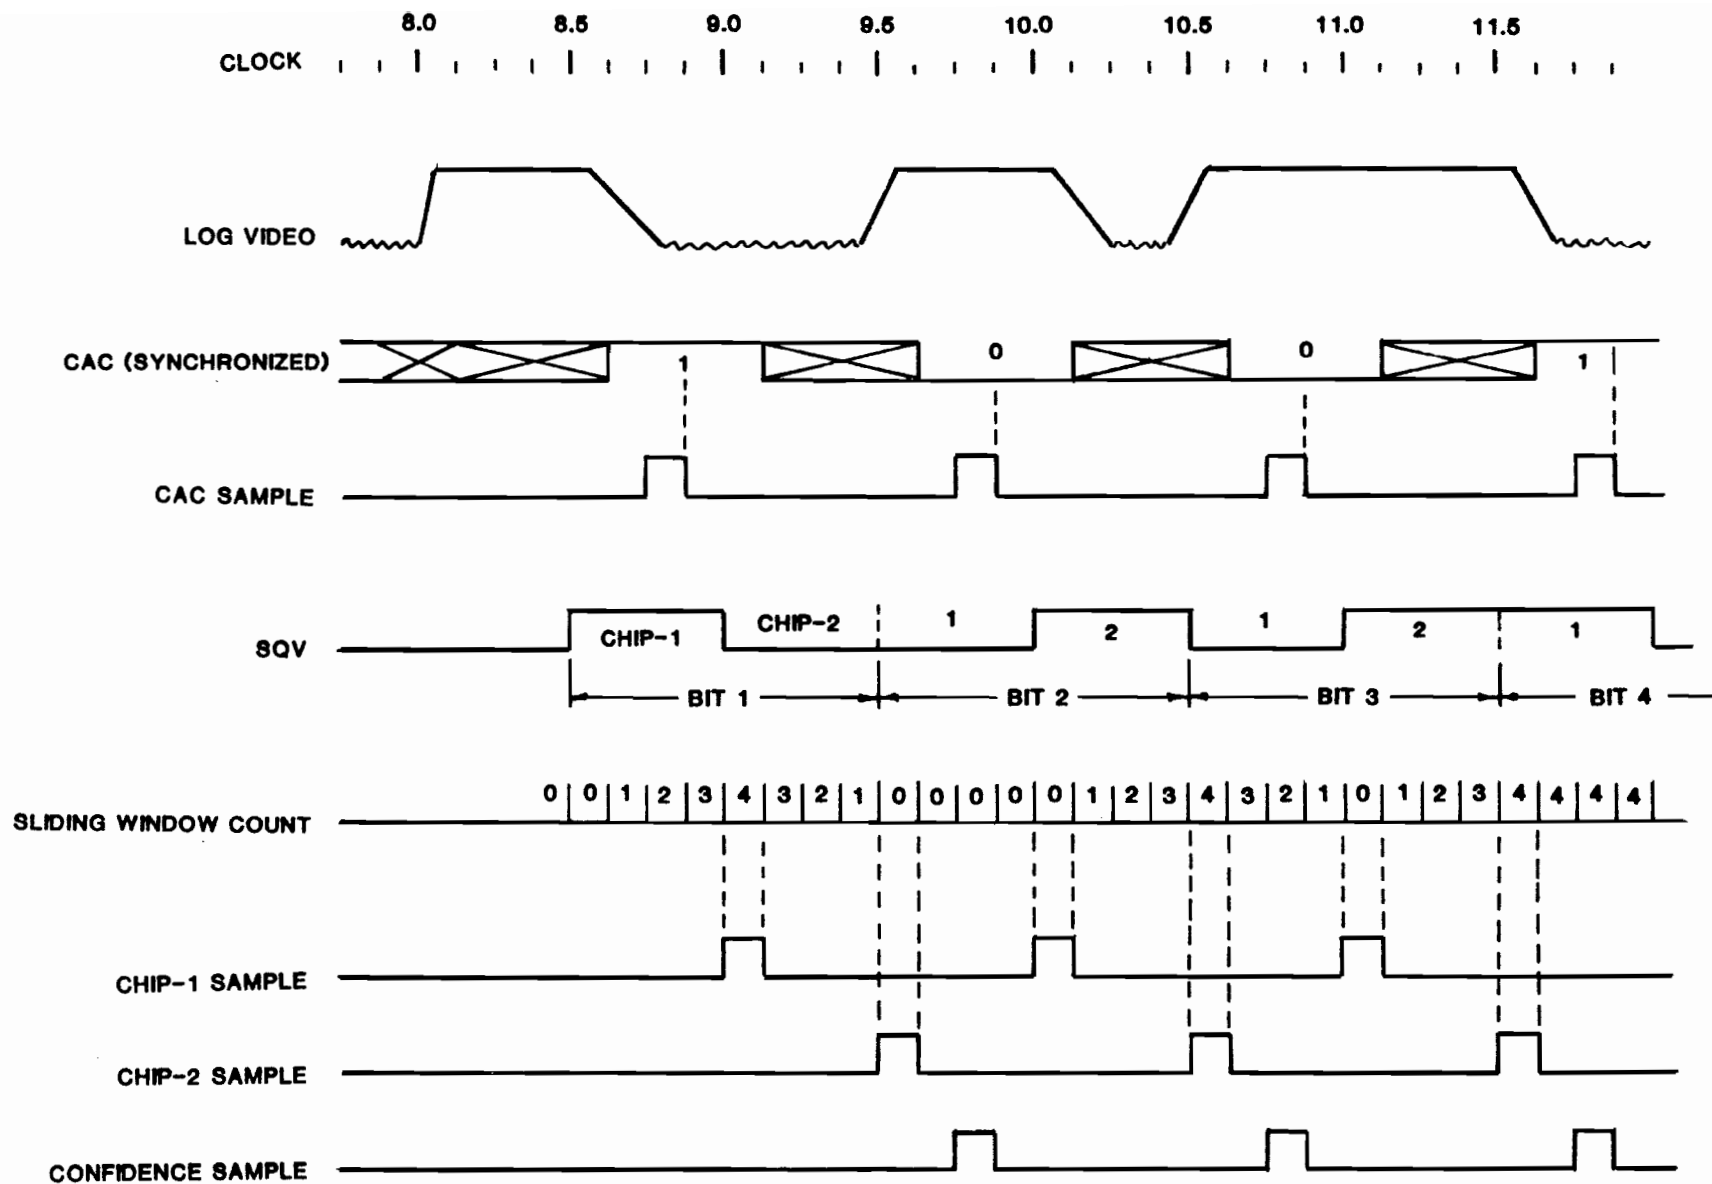 8.0 8.5 9.0 9.5 10.0 10.5 11.0 11.5
CLOCK
LOG VIDEO
CAC (SYNCHRONIZED) 1 0 0 1
CAC SAMPLE
SQV CHIP-1 CHIP-2 1 2 1 2 1
BIT 1 BIT 2 BIT 3 BIT 4
SLIDING WINDOW COUNT 0 0 1 2 3 4 3 2 1 0 0 0 0 0 1 2 3 4 3 2 1 0 1 2 3 4 4 4 4
CHIP-1 SAMPLE
CHIP-2 SAMPLE
CONFIDENCE SAMPLE